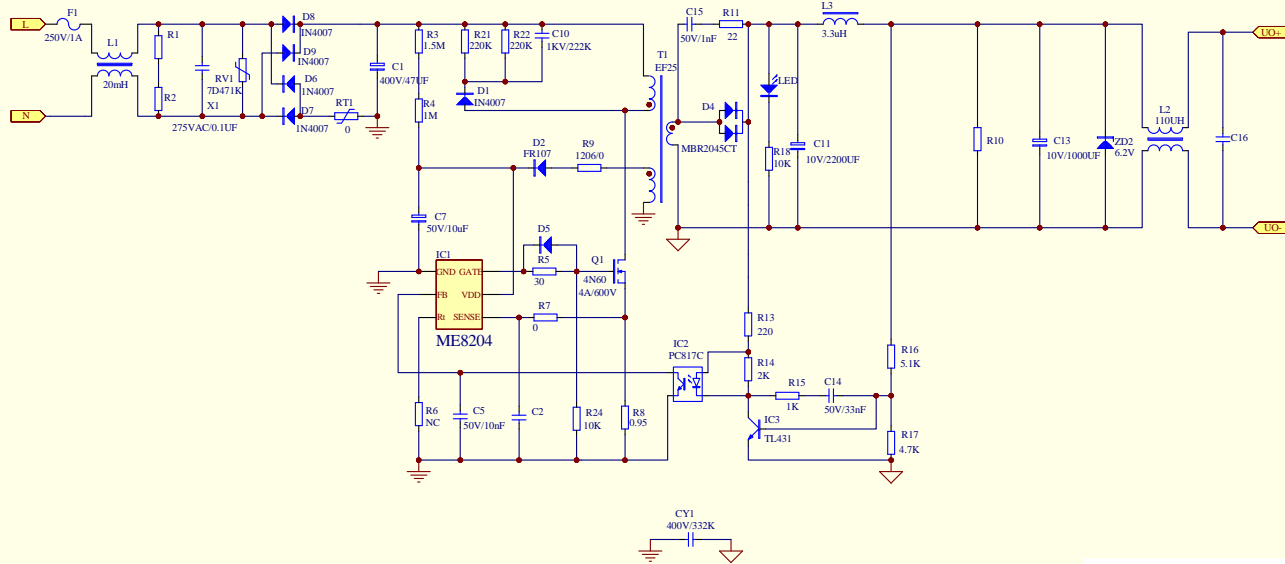 L
F1
250V/1A
L1
20mH
N
R1
R2
X1
275VAC/0.1UF
RV1
7D471K
D8
IN4007
D9
IN4007
D6
1N4007
D7
1N4007
RT1
0
C1
400V/47UF
R3
1.5M
R4
1M
R21
220K
R22
220K
C10
1KV/222K
D1
IN4007
T1
EF25
C15
50V/1nF
R11
22
D4
MBR2045CT
LED
R18
10K
C11
10V/2200UF
L3
3.3uH
R10
C13
10V/1000UF
ZD2
6.2V
L2
110UH
C16
UO+
UO-
D2
FR107
R9
1206/0
C7
50V/10uF
IC1
GND
GATE
FB
VDD
Rt
SENSE
ME8204
D5
R5
30
R7
0
Q1
4N60
4A/600V
R6
NC
C5
50V/10nF
C2
R24
10K
R8
0.95
IC2
PC817C
R13
220
R14
2K
R15
1K
C14
50V/33nF
IC3
TL431
R16
5.1K
R17
4.7K
CY1
400V/332K